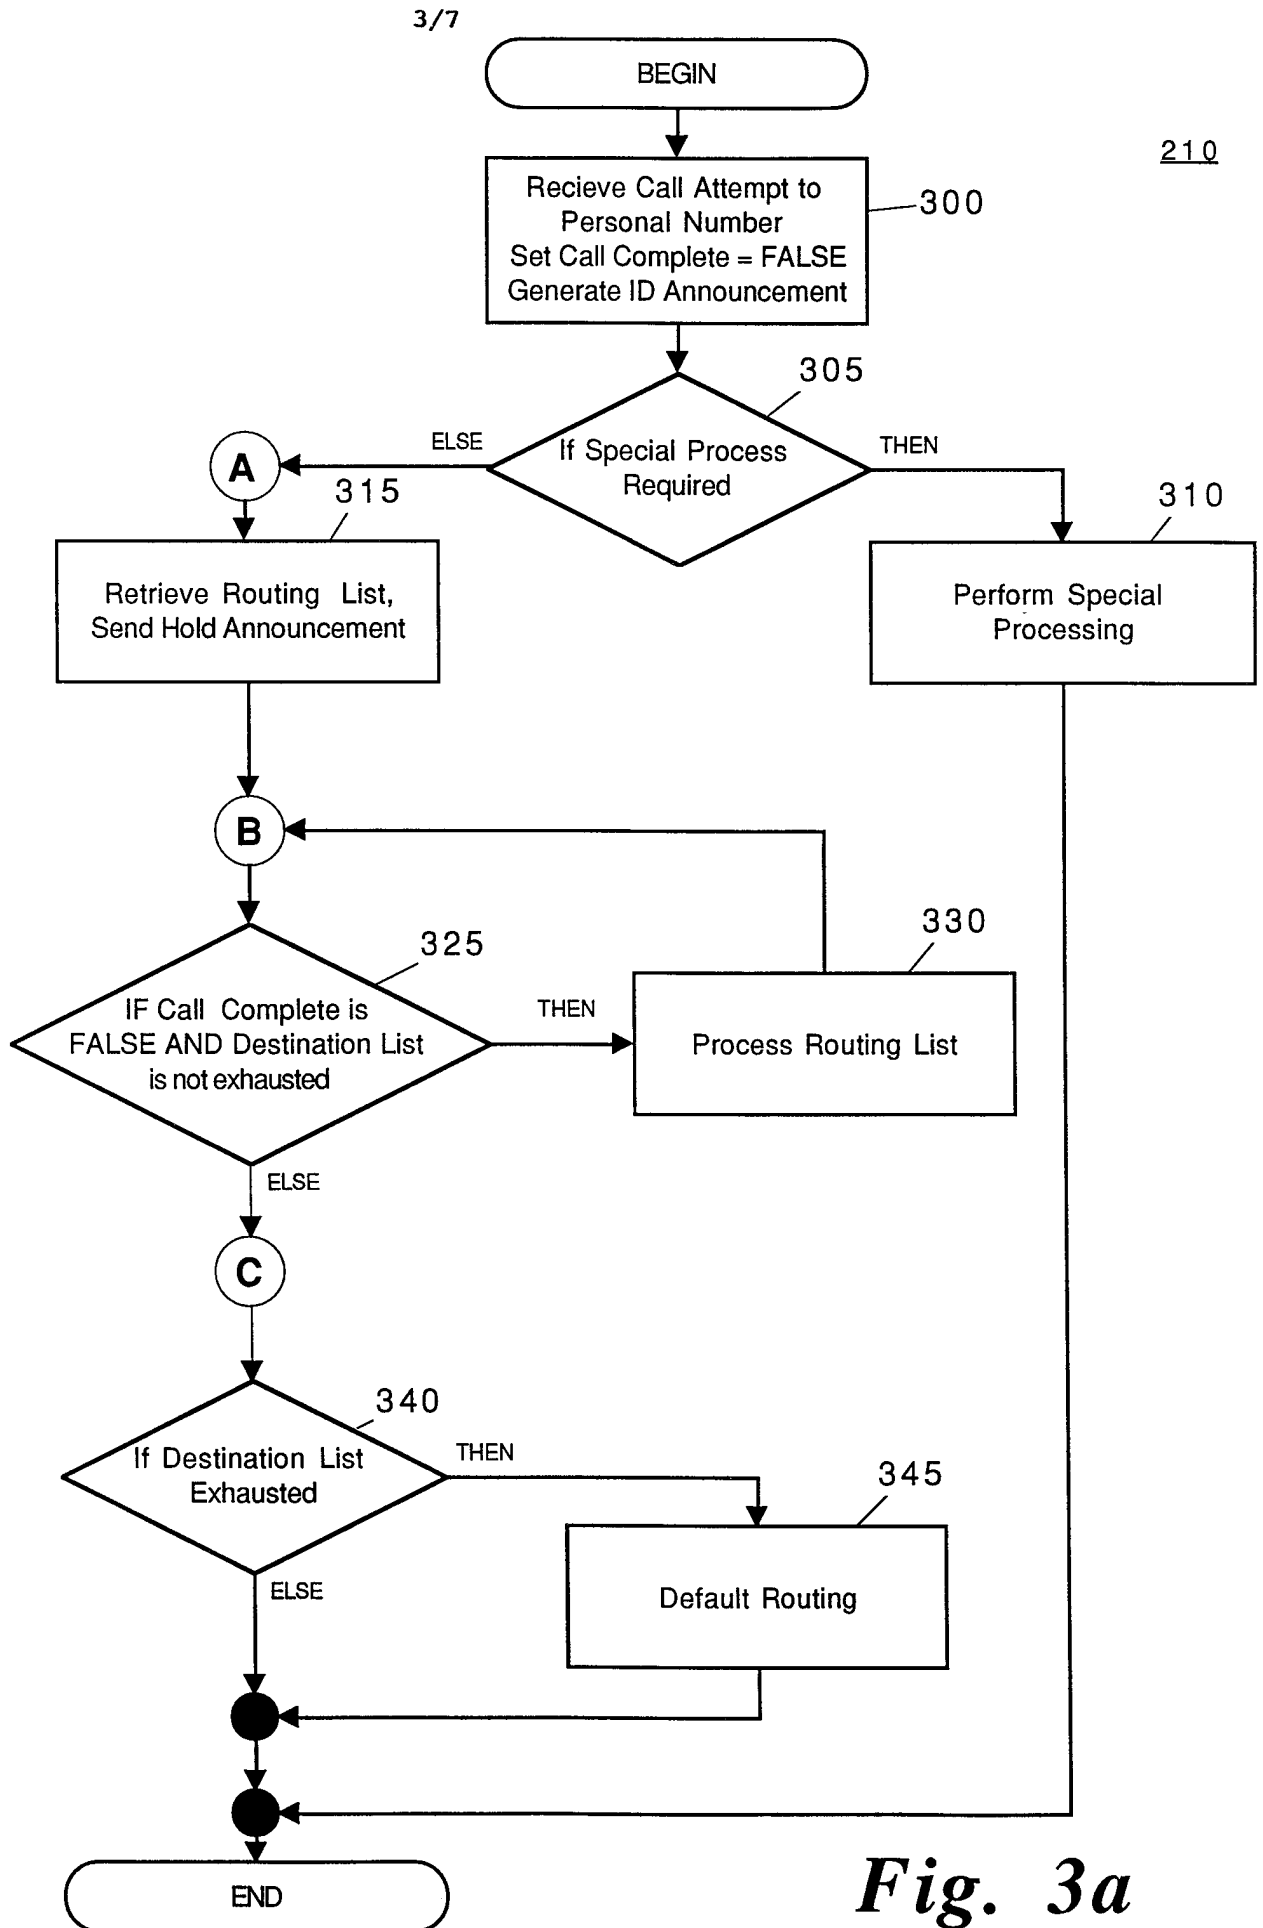 3/7
BEGIN
210
Recieve Call Attempt to
Personal Number
Set Call Complete = FALSE
Generate ID Announcement
300
305
If Special Process
Required
ELSE
THEN
A
315
310
Retrieve Routing List,
Send Hold Announcement
Perform Special
Processing
B
330
325
IF Call Complete is
FALSE AND Destination List
is not exhausted
THEN
Process Routing List
ELSE
C
340
If Destination List
Exhausted
THEN
345
Default Routing
ELSE
END
Fig. 3a